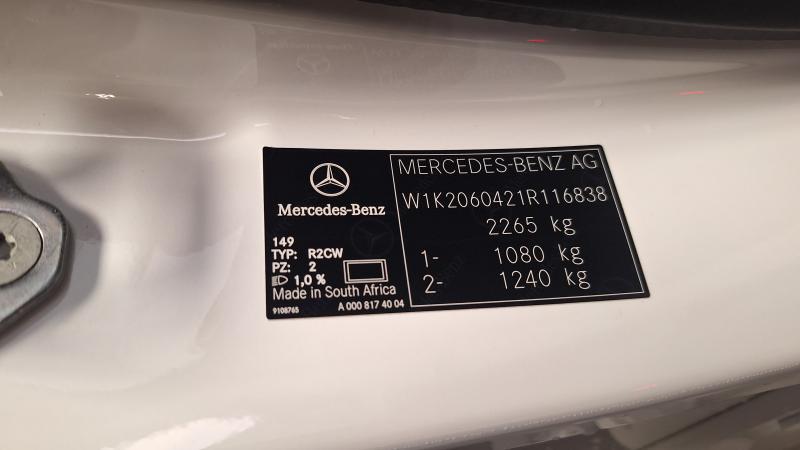 Mercedes-Benz
149
TYP: R2CW
PZ: 2
1,0 %
Made in South Africa
9108765 A 000 817 40 04
MERCEDES-BENZ AG
W1K2060421R116838
2265 kg
1- 1080 kg
2- 1240 kg